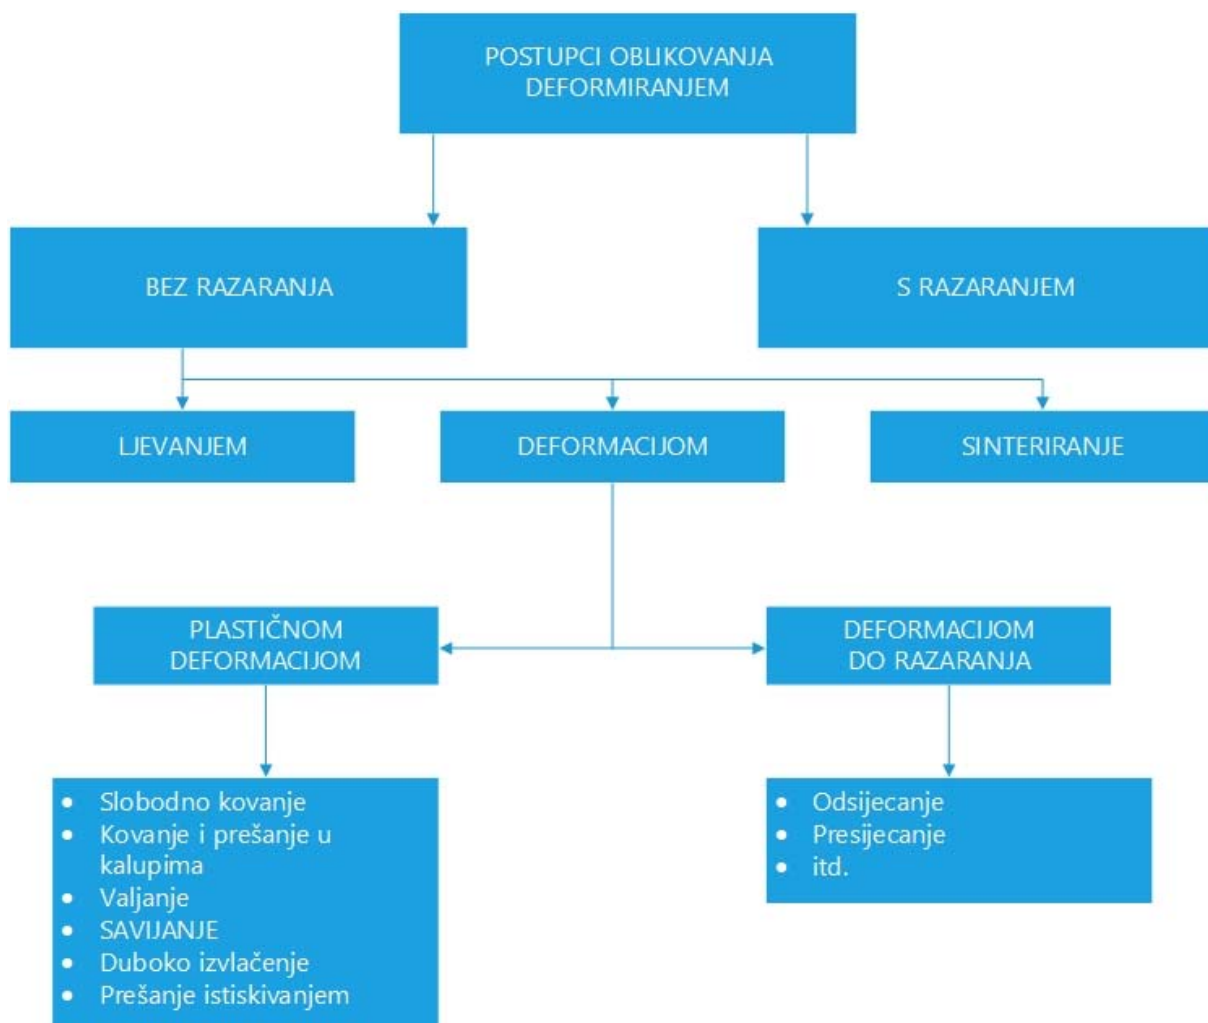 POSTUPCI OBLIKOVANJA
DEFORMIRANJEM
BEZ RAZARANJA
S RAZARANJEM
LJEVANJEM
DEFORMACIJOM
SINTERIRANJE
PLASTIČNOM
DEFORMACIJOM
DEFORMACIJOM
DO RAZARANJA
• Slobodno kovanje
• Kovanje i prešanje u
kalupima
• Valjanje
• SAVIJANJE
• Duboko izvlačenje
• Prešanje istiskivanjem
• Odsijecanje
• Presijecanje
• itd.